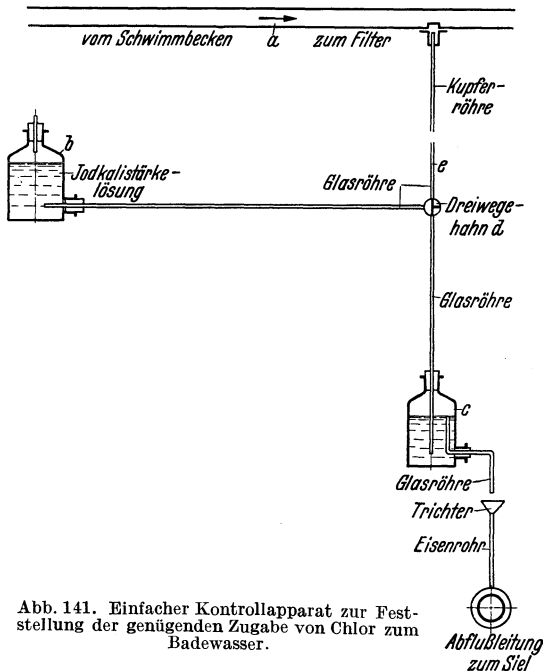 vom Schwimmbecken a zum Filter
Kupfer-
röhre
b
Jodkalistärke-
lösung
e
Glasröhre
Dreiwege-
hahn d
Glasröhre
c
Glasröhre
Trichter
Eisenrohr
Abflußleitung
zum Siel
Abb. 141. Einfacher Kontrollapparat zur Fest-
stellung der genügenden Zugabe von Chlor zum
Badewasser.